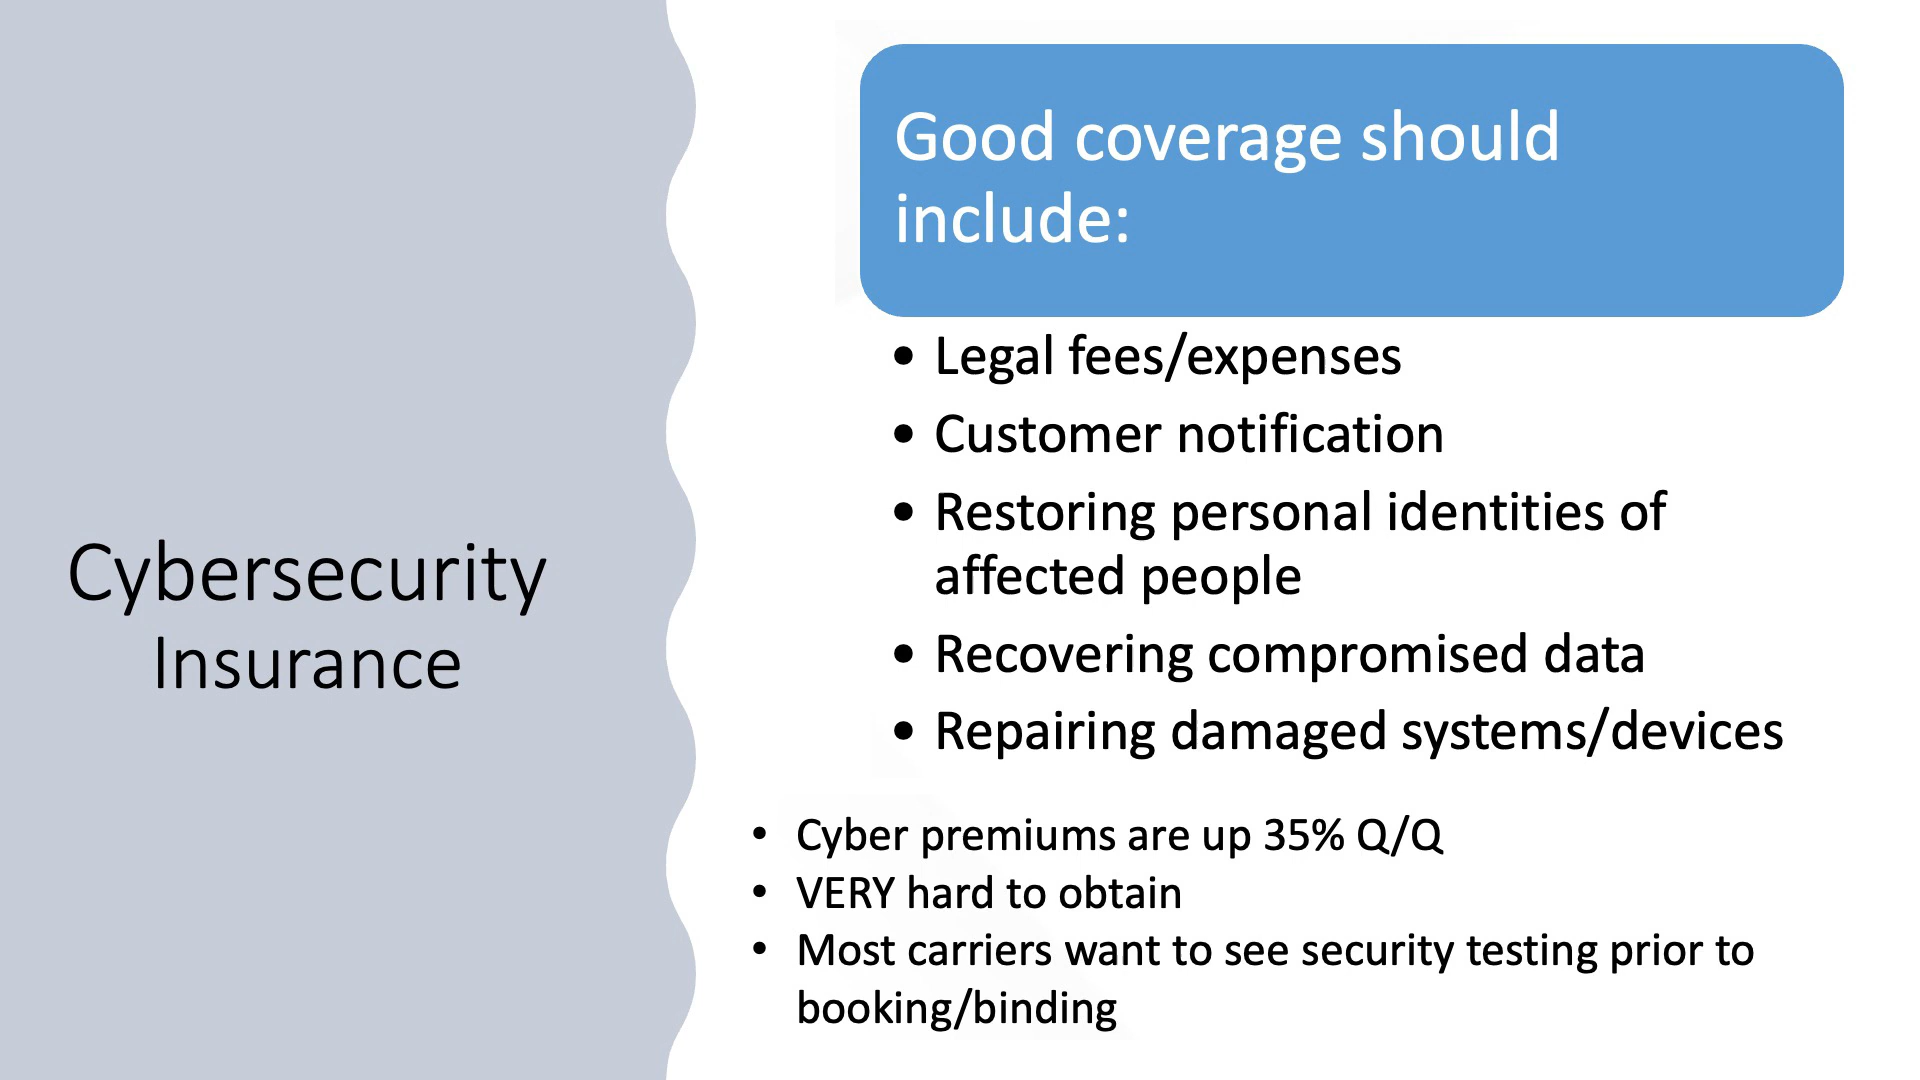 Cybersecurity
Insurance
Good coverage should
include:
• Legal fees/expenses
• Customer notification
• Restoring personal identities of
affected people
• Recovering compromised data
• Repairing damaged systems/devices
• Cyber premiums are up 35% Q/Q
• VERY hard to obtain
• Most carriers want to see security testing prior to
booking/binding